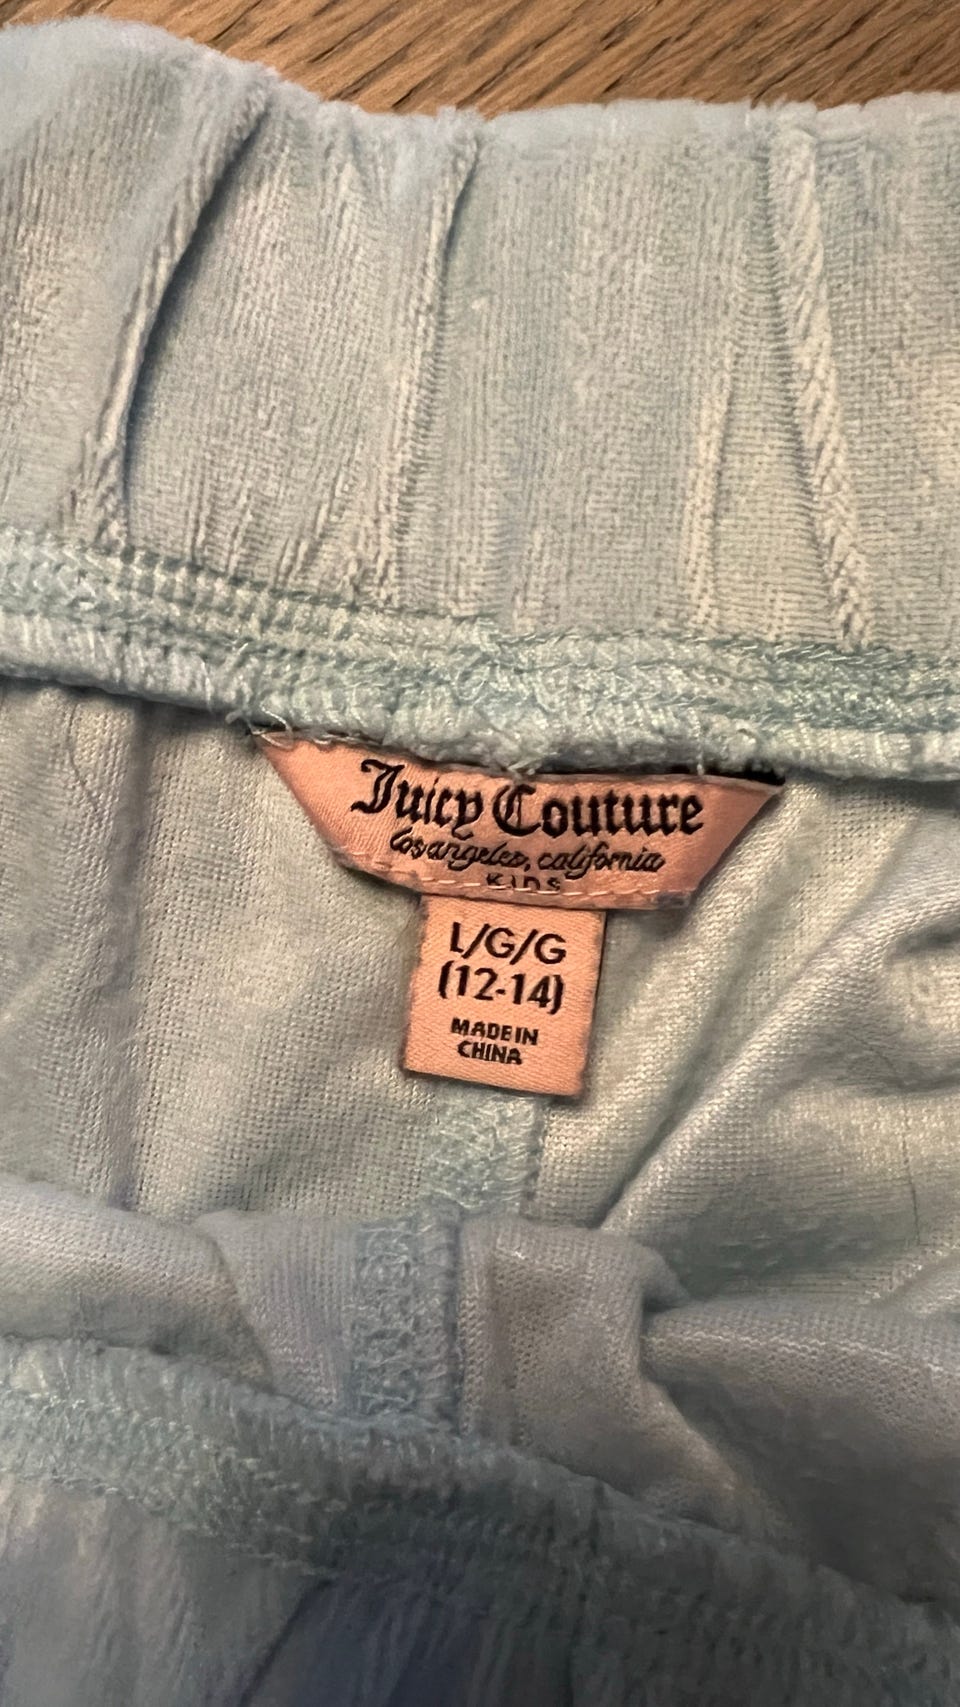 Juicy Couture
los angeles, california
KIDS
L/G/G
(12-14)
MADE IN
CHINA